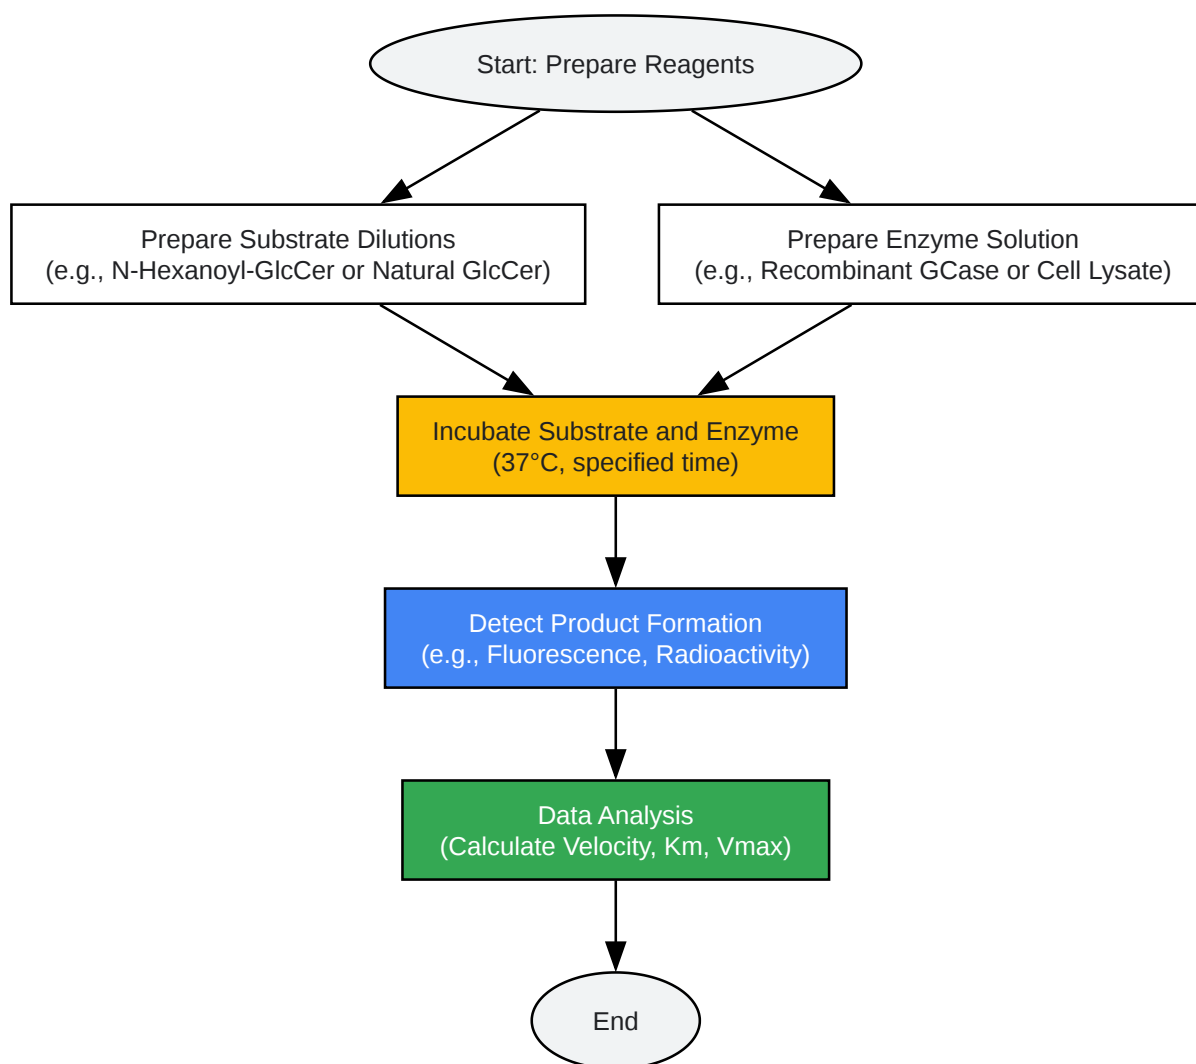 Start: Prepare Reagents
Prepare Substrate Dilutions
(e.g., N-Hexanoyl-GlcCer or Natural GlcCer)
Prepare Enzyme Solution
(e.g., Recombinant GCase or Cell Lysate)
Incubate Substrate and Enzyme
(37°C, specified time)
Detect Product Formation
(e.g., Fluorescence, Radioactivity)
Data Analysis
(Calculate Velocity, Km, Vmax)
End